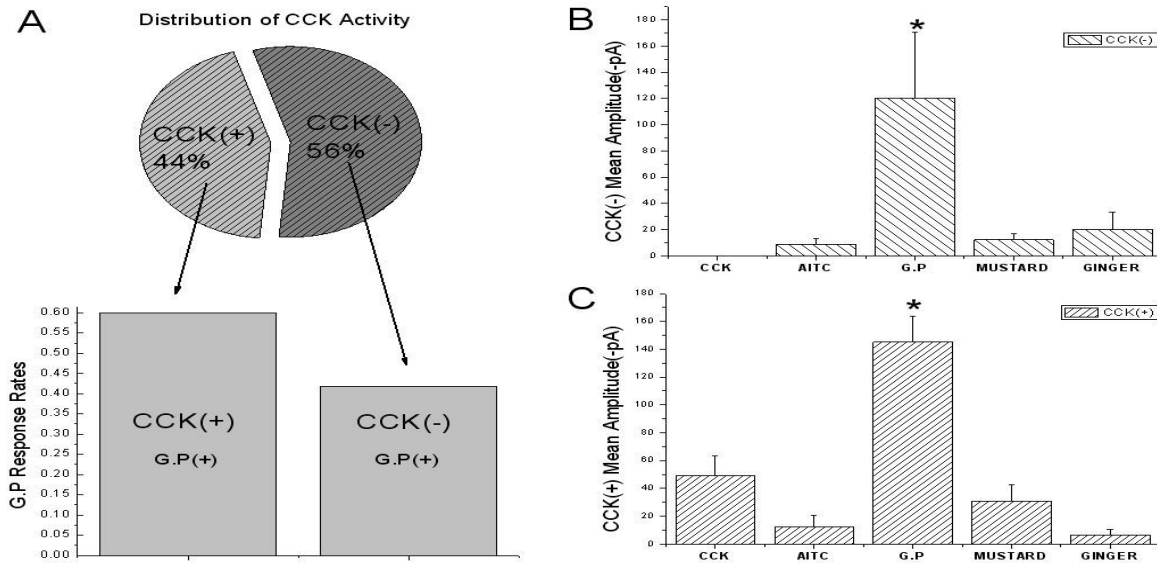 A
Distribution of CCK Activity
CCK(+)
44%
CCK(-)
56%
G.P Response Rates
0.60
0.55
0.50
0.45
0.40
0.35
0.30
0.25
0.20
0.15
0.10
0.05
0.00
CCK(+)
G.P(+)
CCK(-)
G.P(+)
B
CCK(-) Mean Amplitude(-pA)
180
160
140
120
100
80
60
40
20
0
*
CCK(-)
CCK AITC G.P MUSTARD GINGER
C
CCK(+) Mean Amplitude(-pA)
180
160
140
120
100
80
60
40
20
0
*
CCK(+)
CCK AITC G.P MUSTARD GINGER